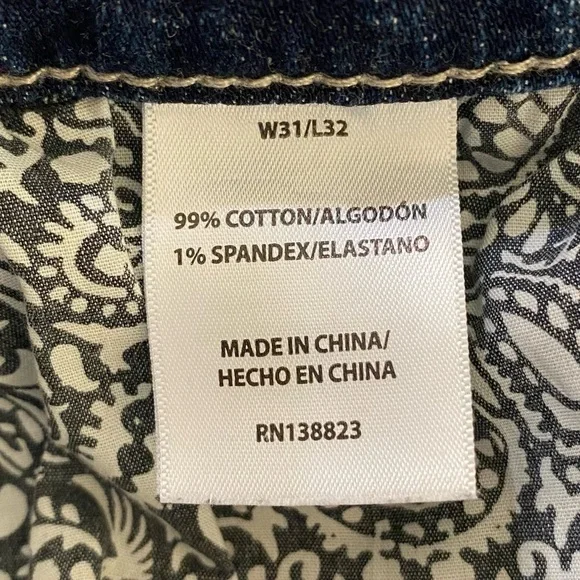 W31/L32
99% COTTON/ALGODÓN
1% SPANDEX/ELASTANO
MADE IN CHINA/
HECHO EN CHINA
RN138823